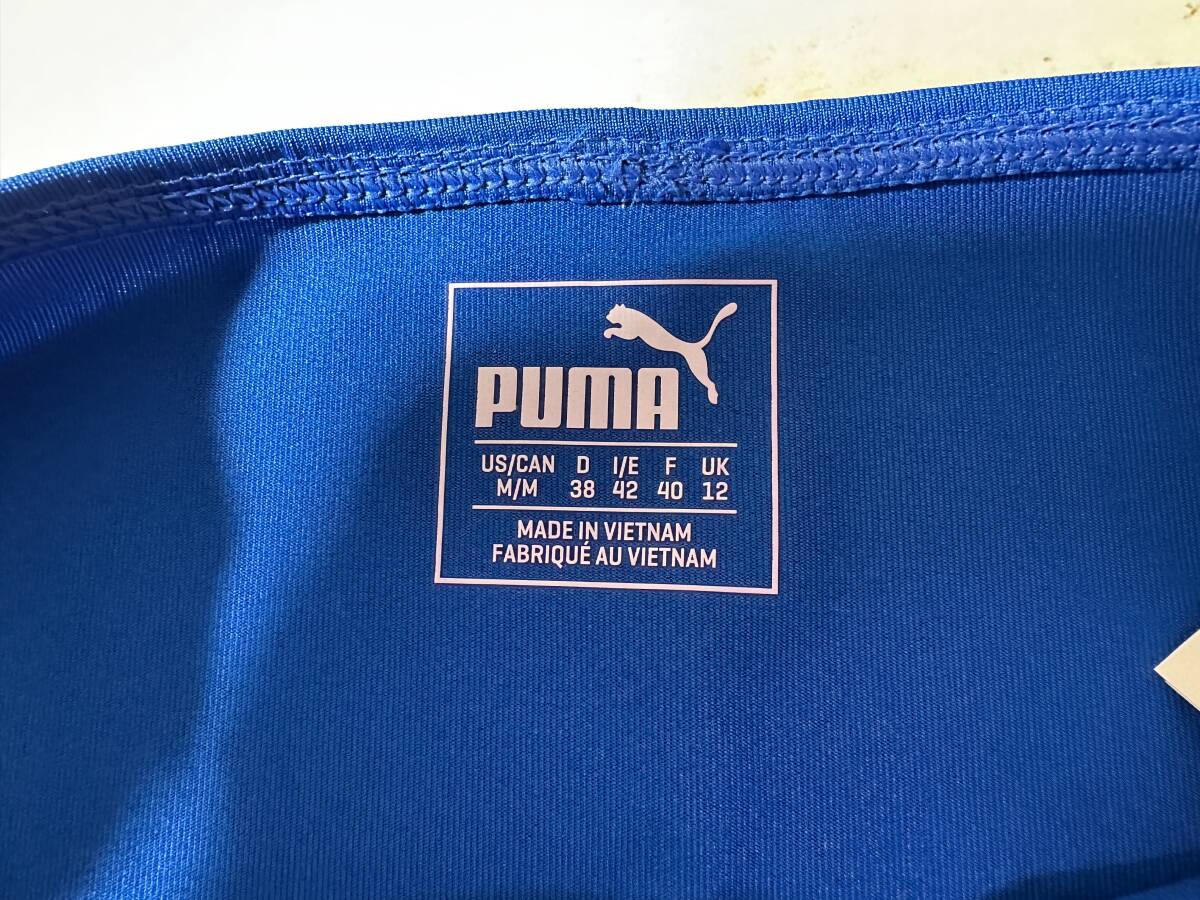 PUMA
US/CAN D I/E F UK
M/M 38 42 40 12
MADE IN VIETNAM
FABRIQUÉ AU VIETNAM